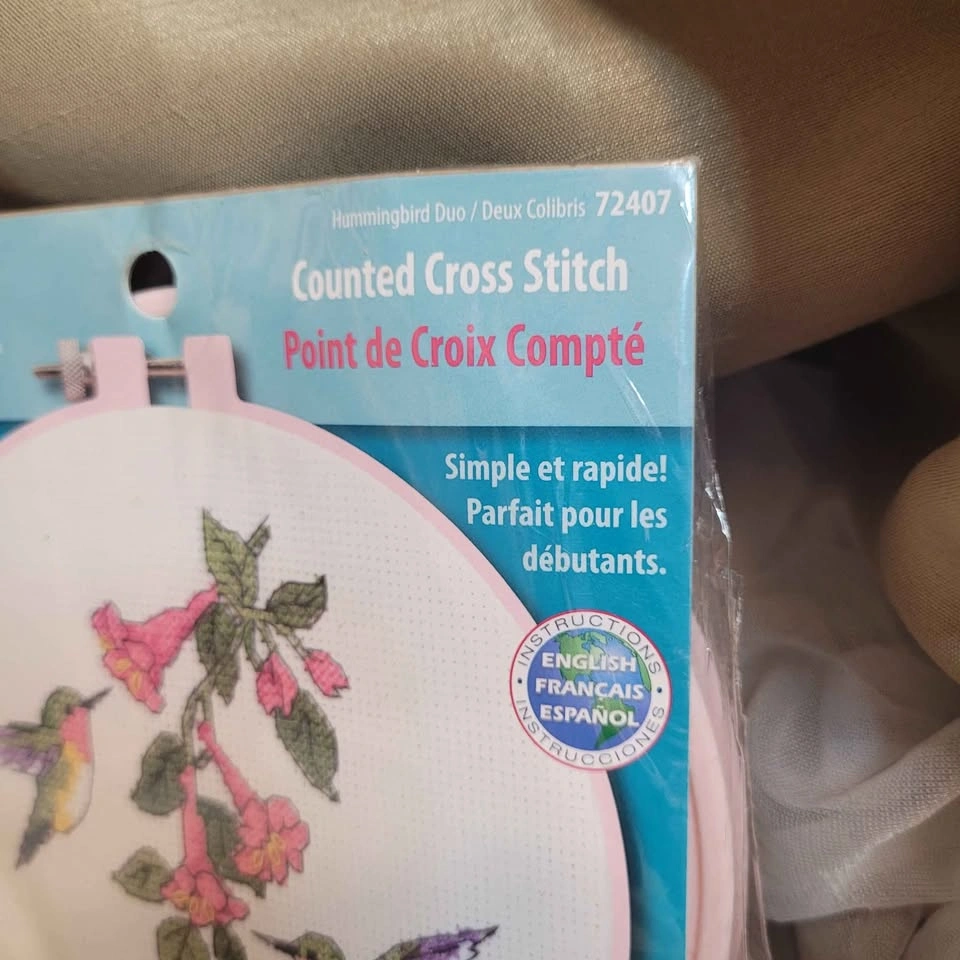 Hummingbird Duo / Deux Colibris 72407
Counted Cross Stitch
Point de Croix Compté
Simple et rapide!
Parfait pour les
débutants.
INSTRUCTIONS
ENGLISH
FRANÇAIS
ESPAÑOL
INSTRUCCIONES